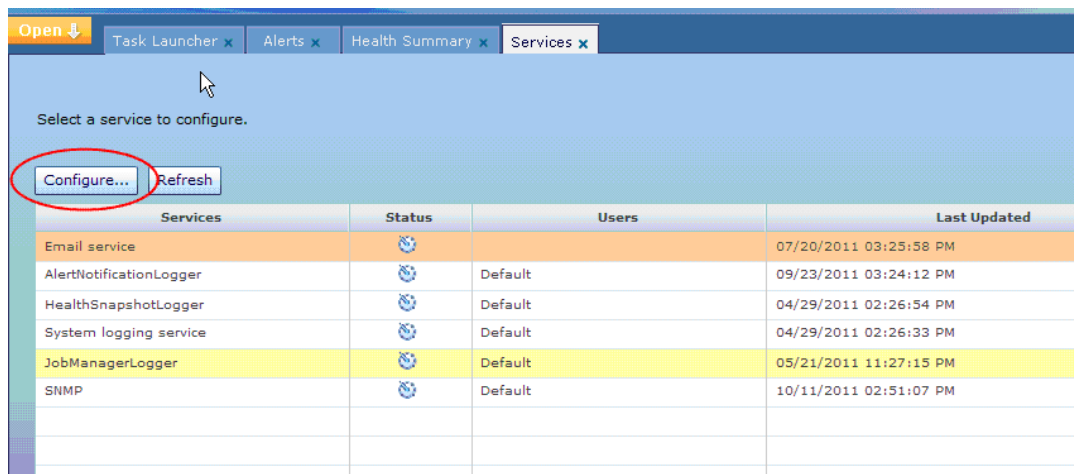 Open
Task Launcher x Alerts x Health Summary x Services x
Select a service to configure.
Configure... Refresh
Services Status Users Last Updated
Email service 07/20/2011 03:25:58 PM
AlertNotificationLogger Default 09/23/2011 03:24:12 PM
HealthSnapshotLogger Default 04/29/2011 02:26:54 PM
System logging service Default 04/29/2011 02:26:33 PM
JobManagerLogger Default 05/21/2011 11:27:15 PM
SNMP Default 10/11/2011 02:51:07 PM